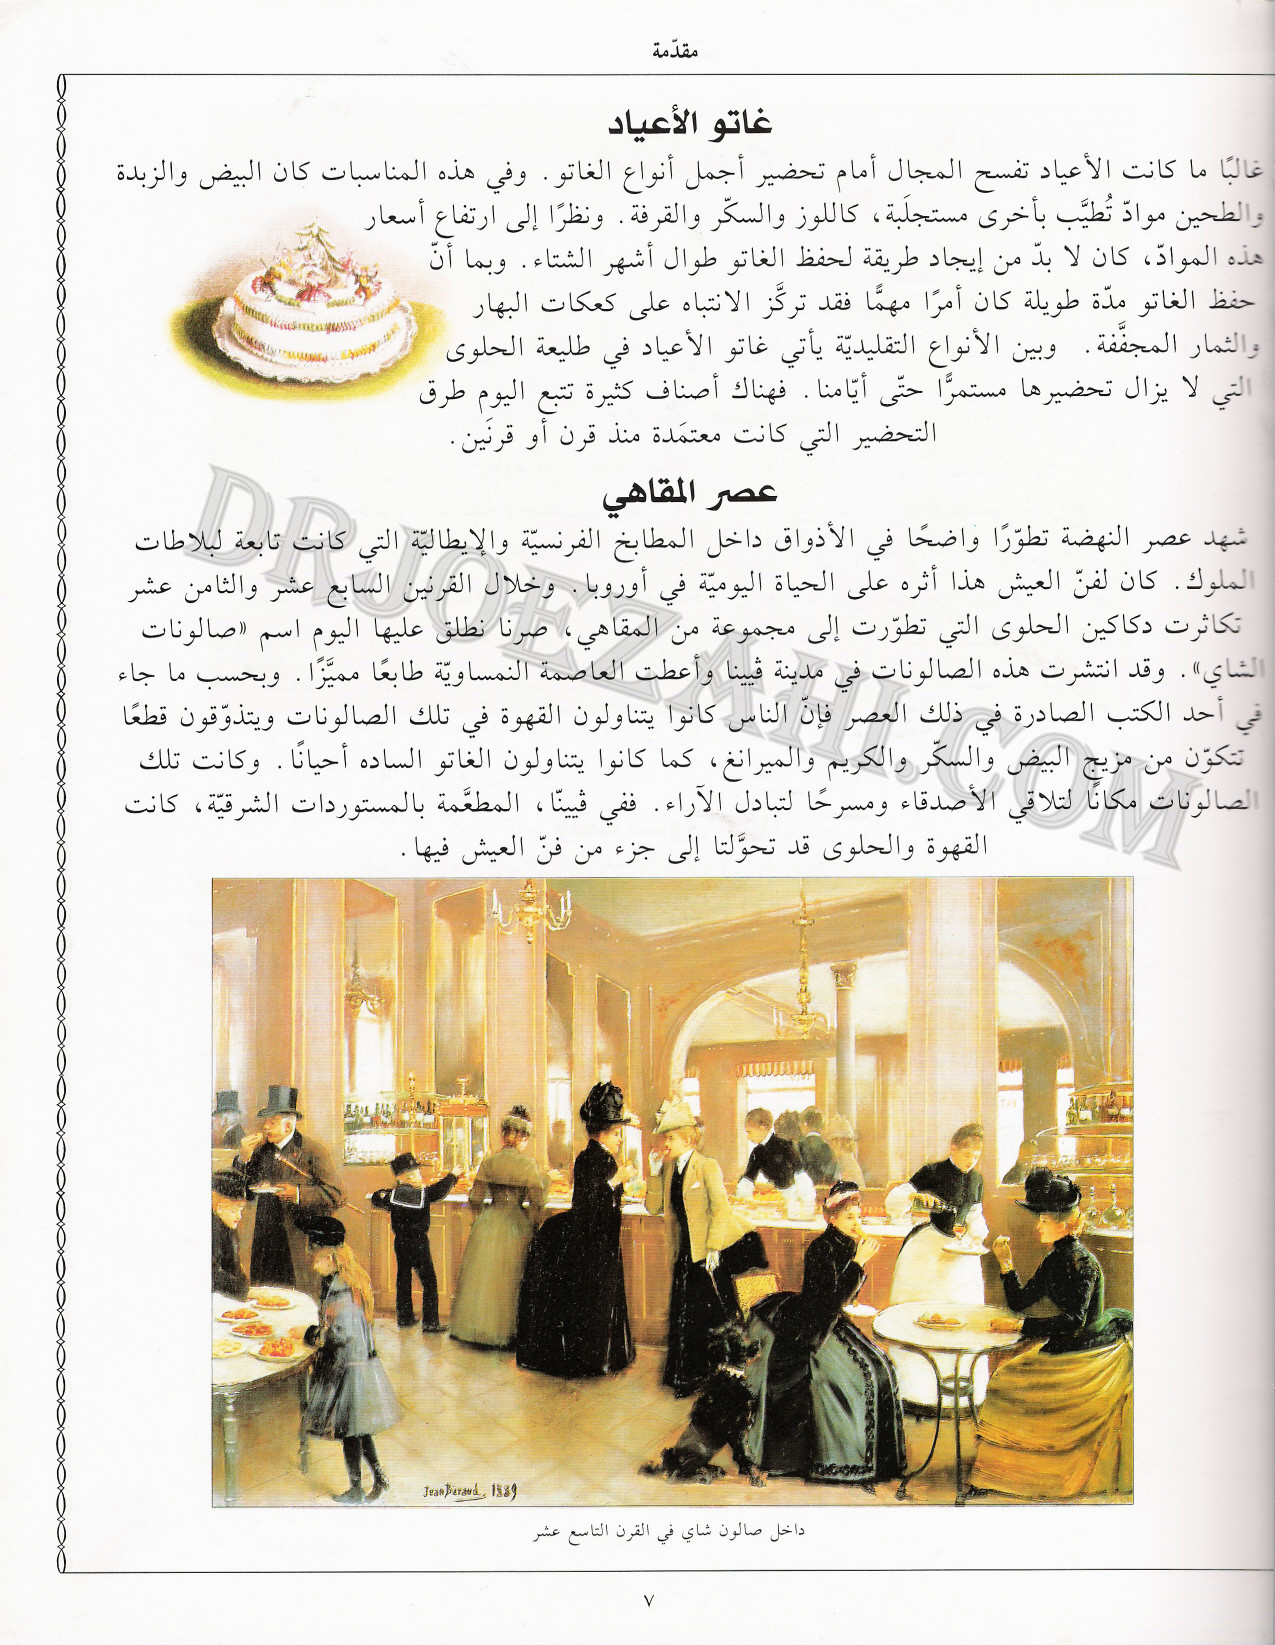 مقدّمة
غاتو الأعياد
غالبًا ما كانت الأعياد تفسح المجال أمام تحضير أجمل أنواع الغاتو. وفي هذه المناسبات كان البيض والزبدة
والطحين موادّ تُطيَّب بأخرى مستجلَبة، كاللوز والسكّر والقرفة. ونظرًا إلى ارتفاع أسعار
هذه الموادّ، كان لا بدّ من إيجاد طريقة لحفظ الغاتو طوال أشهر الشتاء. وبما أنّ
حفظ الغاتو مدّة طويلة كان أمرًا مهمًّا فقد تركَّز الانتباه على كعكات البهار
والثمار المجفَّفة. وبين الأنواع التقليديّة يأتي غاتو الأعياد في طليعة الحلوى
التي لا يزال تحضيرها مستمرًّا حتّى أيّامنا. فهناك أصناف كثيرة تتبع اليوم طرق
التحضير التي كانت معتمَدة منذ قرن أو قرنَين.
عصر المقاهي
شهد عصر النهضة تطوّرًا واضحًا في الأذواق داخل المطابخ الفرنسيّة والإيطاليّة التي كانت تابعة لبلاطات
الملوك. كان لفنّ العيش هذا أثره على الحياة اليوميّة في أوروبا. وخلال القرنين السابع عشر والثامن عشر
تكاثرت دكاكين الحلوى التي تطوّرت إلى مجموعة من المقاهي، صرنا نطلق عليها اليوم اسم «صالونات
الشاي». وقد انتشرت هذه الصالونات في مدينة ڤيينا وأعطت العاصمة النمساويّة طابعًا مميَّزًا. وبحسب ما جاء
في أحد الكتب الصادرة في ذلك العصر فإنّ الناس كانوا يتناولون القهوة في تلك الصالونات ويتذوّقون قطعًا
تتكوّن من مزيج البيض والسكّر والكريم والميرانغ، كما كانوا يتناولون الغاتو الساده أحيانًا. وكانت تلك
الصالونات مكانًا لتلاقي الأصدقاء ومسرحًا لتبادل الآراء. ففي ڤيينّا، المطعَّمة بالمستوردات الشرقيّة، كانت
القهوة والحلوى قد تحوَّلتا إلى جزء من فنّ العيش فيها.
DRJOEZAHI.COM
Jean Béraud. 1889
داخل صالون شاي في القرن التاسع عشر
٧